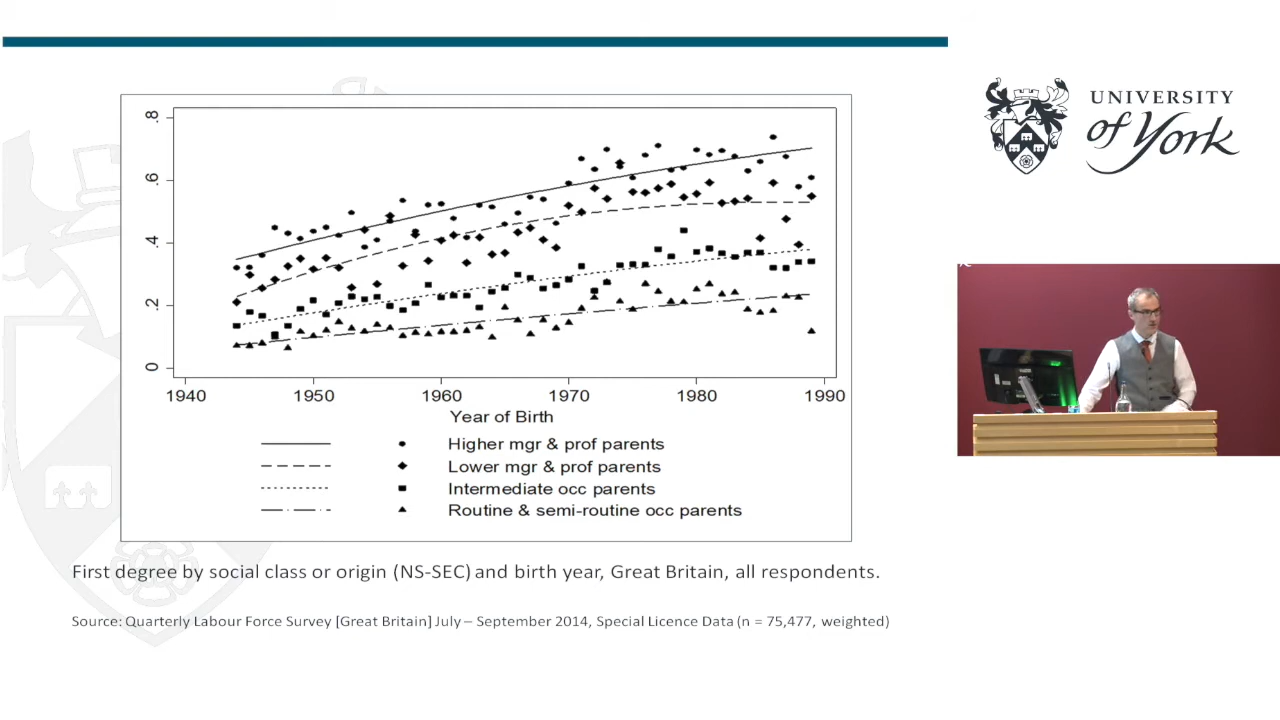 UNIVERSITY
of York
.8
.6
.4
.2
0
1940 1950 1960 1970 1980 1990
Year of Birth
Higher mgr & prof parents
Lower mgr & prof parents
Intermediate occ parents
Routine & semi-routine occ parents
First degree by social class or origin (NS-SEC) and birth year, Great Britain, all respondents.
Source: Quarterly Labour Force Survey [Great Britain] July – September 2014, Special Licence Data (n = 75,477, weighted)